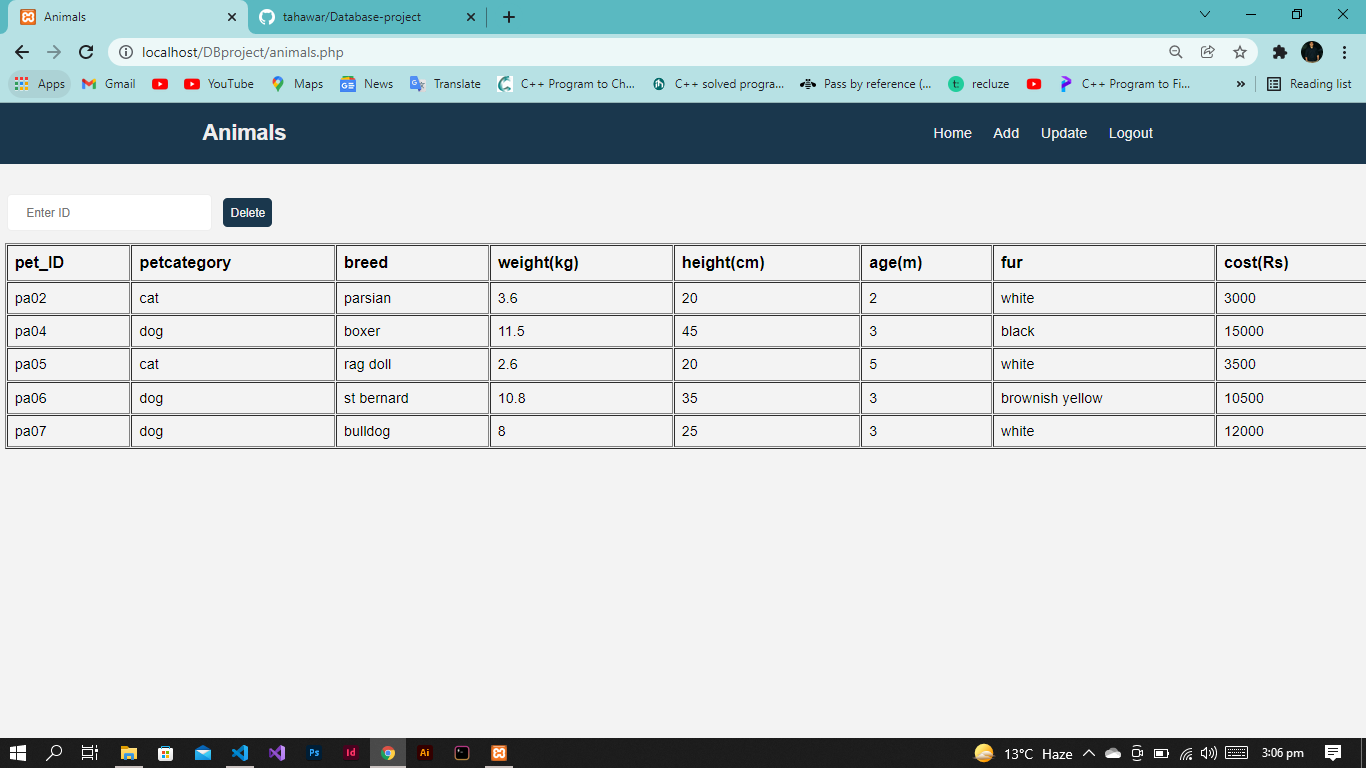 Animals tahawar/Database-project
localhost/DBproject/animals.php
Apps Gmail YouTube Maps News Translate C++ Program to Ch... C++ solved progra... Pass by reference (... recluze C++ Program to Fi... » Reading list
Animals Home Add Update Logout
Enter ID Delete
pet_ID petcategory breed weight(kg) height(cm) age(m) fur cost(Rs)
pa02 cat parsian 3.6 20 2 white 3000
pa04 dog boxer 11.5 45 3 black 15000
pa05 cat rag doll 2.6 20 5 white 3500
pa06 dog st bernard 10.8 35 3 brownish yellow 10500
pa07 dog bulldog 8 25 3 white 12000
Ps Id Ai 13°C Haze 3:06 pm